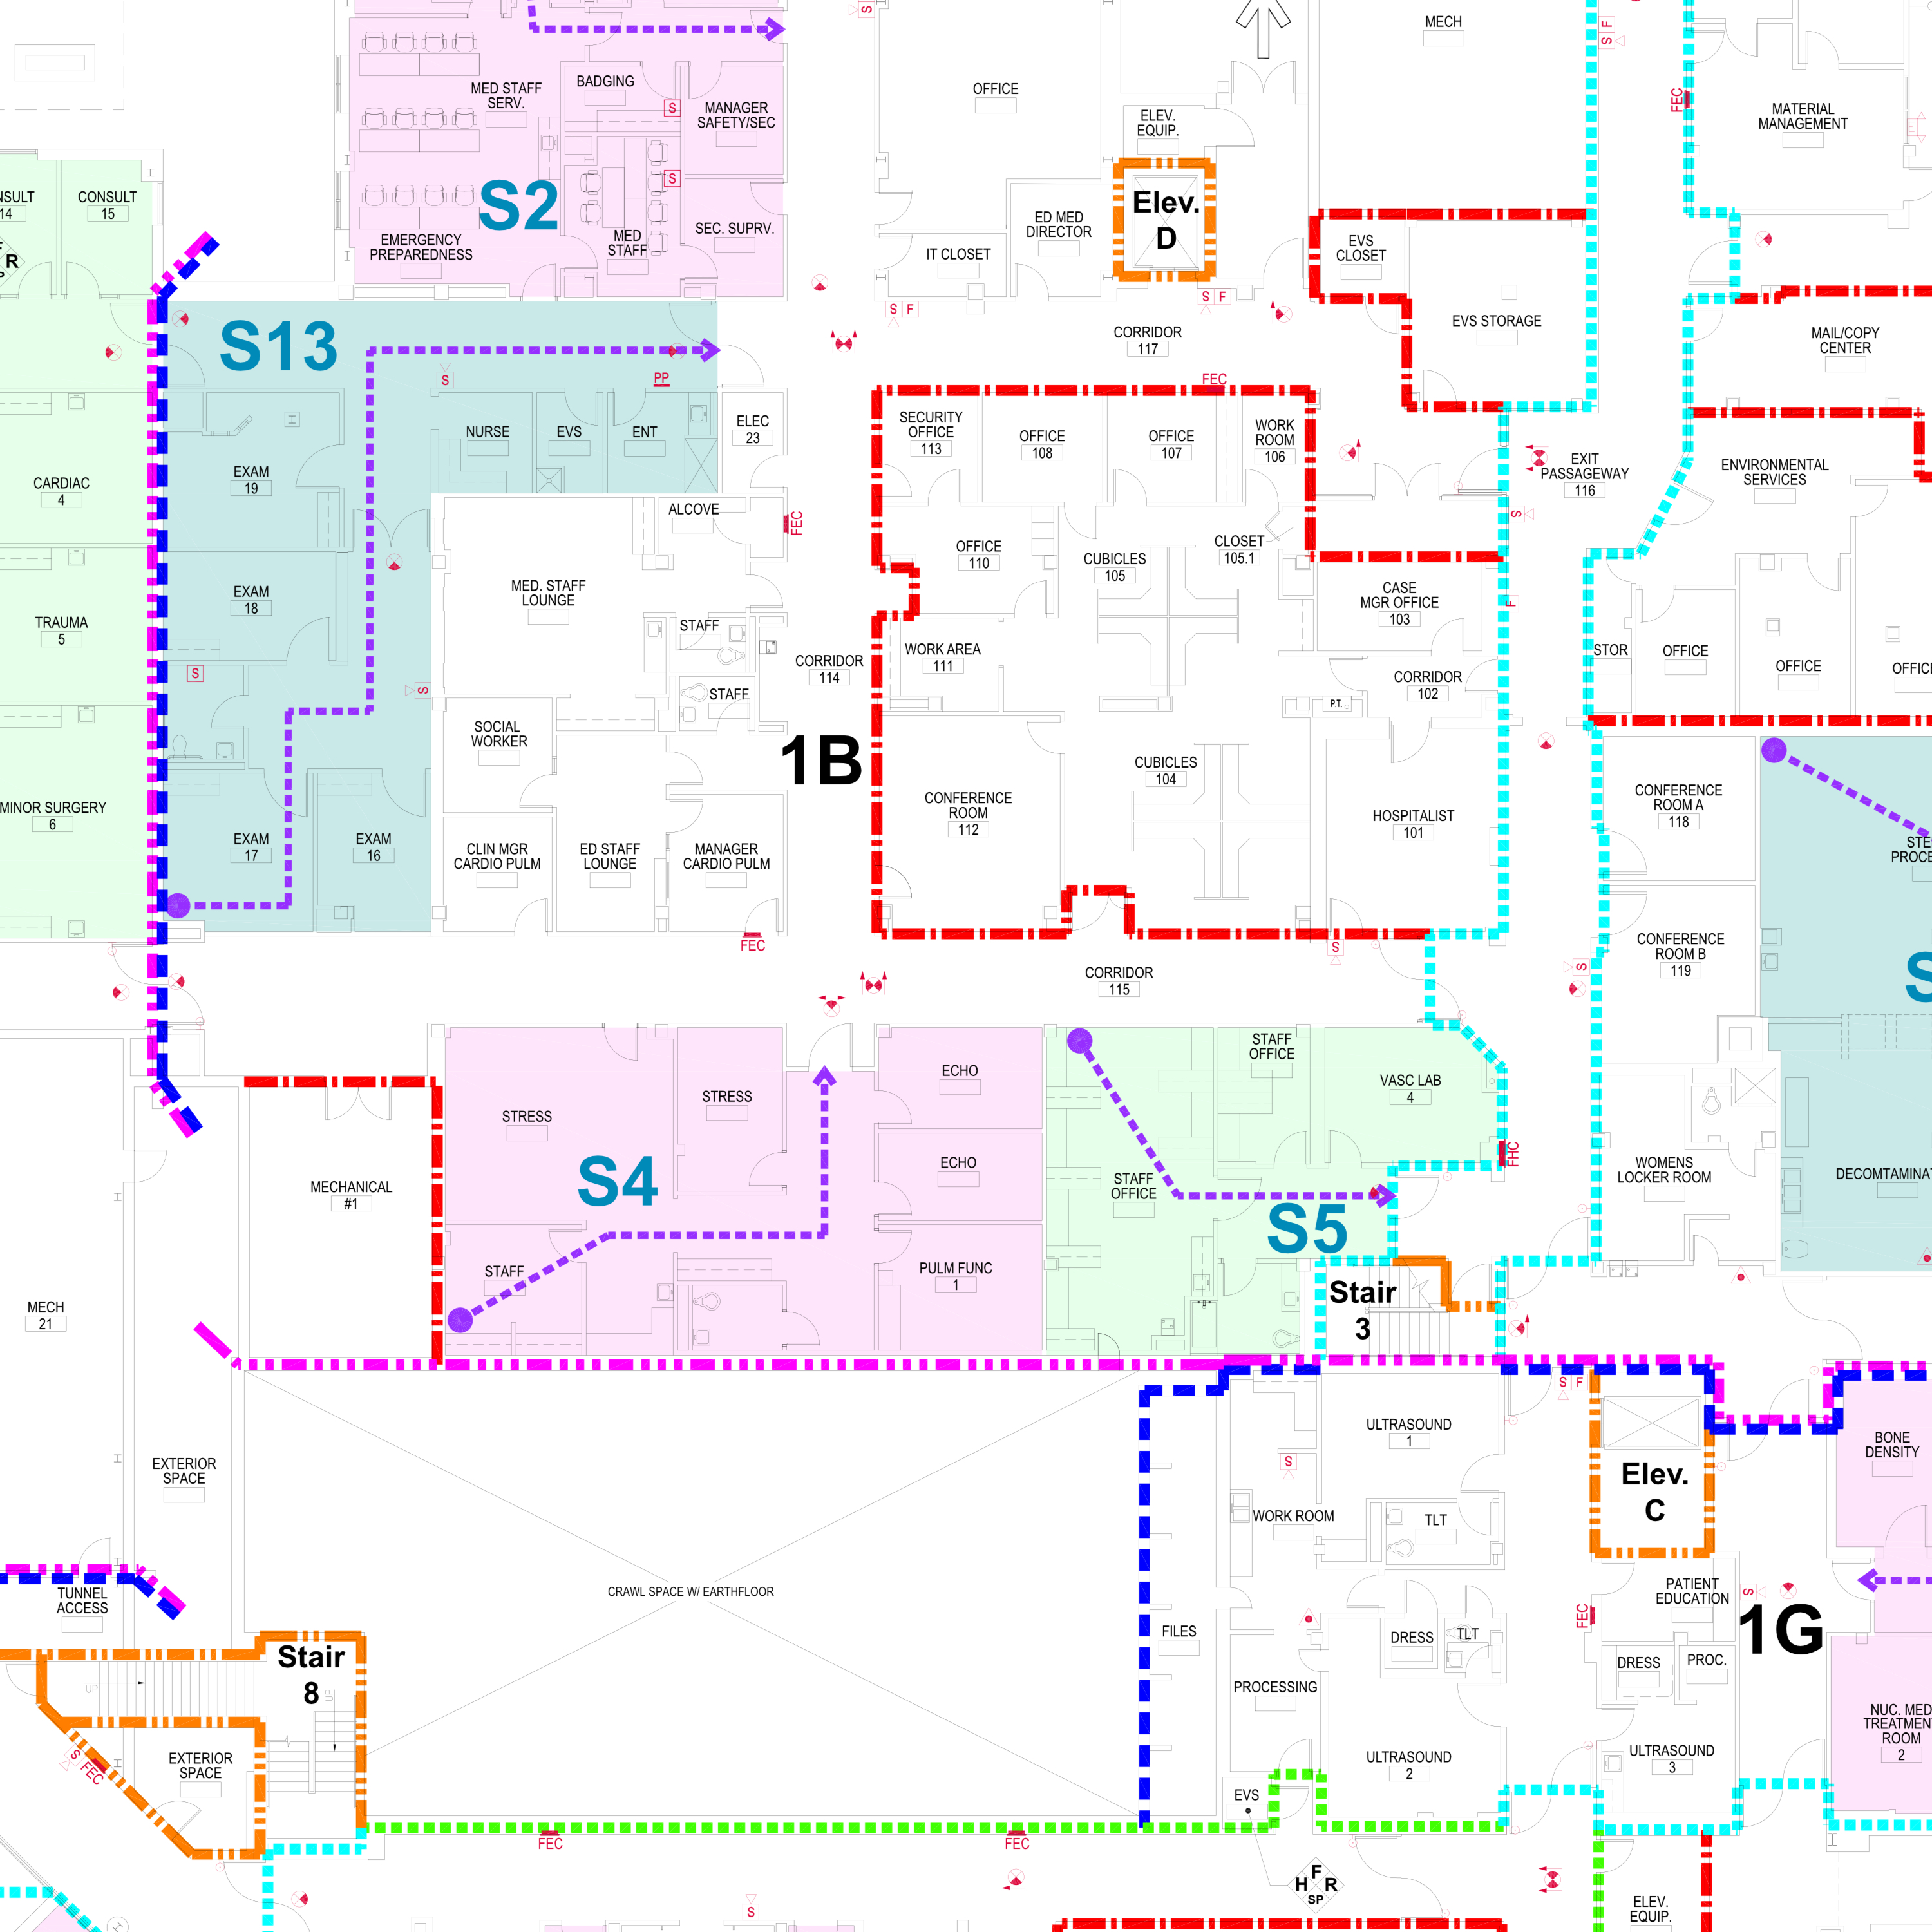 S
S F
MECH
MED STAFF
SERV.
BADGING
S
MANAGER
SAFETY/SEC
OFFICE
ELEV.
EQUIP.
FEC
MATERIAL
MANAGEMENT
CONSULT
15
14
S2
S
EMERGENCY
PREPAREDNESS
MED
STAFF
SEC. SUPRV.
IT CLOSET
ED MED
DIRECTOR
Elev.
D
EVS
CLOSET
R
S F
S F
S13
CORRIDOR
117
EVS STORAGE
MAIL/COPY
CENTER
S
PP
FEC
NURSE
EVS
ENT
ELEC
23
SECURITY
OFFICE
113
OFFICE
108
OFFICE
107
WORK
ROOM
106
EXIT
PASSAGEWAY
116
ENVIRONMENTAL
SERVICES
CARDIAC
4
EXAM
19
ALCOVE
FEC
S
OFFICE
110
CUBICLES
105
CLOSET
105.1
MED. STAFF
LOUNGE
EXAM
18
CASE
MGR OFFICE
103
F
TRAUMA
5
STAFF
WORK AREA
111
STOR
OFFICE
OFFICE
S
S
STAFF
CORRIDOR
114
CORRIDOR
102
P.T.
SOCIAL
WORKER
1B
CUBICLES
104
MINOR SURGERY
6
CONFERENCE
ROOM
112
HOSPITALIST
101
CONFERENCE
ROOM A
118
EXAM
17
EXAM
16
CLIN MGR
CARDIO PULM
ED STAFF
LOUNGE
MANAGER
CARDIO PULM
FEC
S
CONFERENCE
ROOM B
119
S
CORRIDOR
115
STAFF
OFFICE
ECHO
VASC LAB
4
STRESS
STRESS
S4
ECHO
FHC
MECHANICAL
#1
STAFF
OFFICE
WOMENS
LOCKER ROOM
S5
STAFF
PULM FUNC
1
Stair
3
MECH
21
S F
ULTRASOUND
1
BONE
DENSITY
EXTERIOR
SPACE
S
Elev.
C
WORK ROOM
TLT
TUNNEL
ACCESS
CRAWL SPACE W/ EARTHFLOOR
PATIENT
EDUCATION
S
FEC
FILES
DRESS
TLT
1G
Stair
8
UP
UP
DRESS
PROC.
PROCESSING
NUC. MED
ROOM
2
S
FEC
EXTERIOR
SPACE
ULTRASOUND
2
ULTRASOUND
3
EVS
FEC
FEC
F
H R
SP
S
ELEV.
EQUIP.